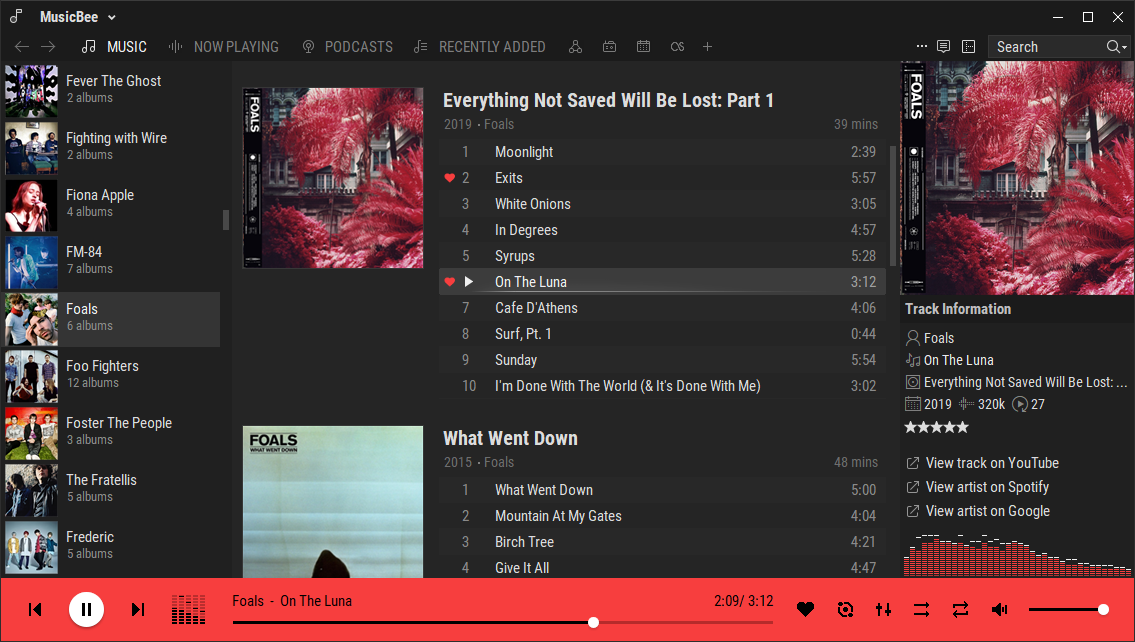 MusicBee
MUSIC NOW PLAYING PODCASTS RECENTLY ADDED
Search
Fever The Ghost
2 albums
Fighting with Wire
2 albums
Fiona Apple
4 albums
FM-84
7 albums
Foals
6 albums
Foo Fighters
12 albums
Foster The People
3 albums
The Fratellis
5 albums
Frederic
5 albums
FOALS
Everything Not Saved Will Be Lost: Part 1
2019 · Foals 39 mins
1 Moonlight 2:39
2 Exits 5:57
3 White Onions 3:05
4 In Degrees 4:57
5 Syrups 5:28
On The Luna 3:12
7 Cafe D'Athens 4:06
8 Surf, Pt. 1 0:44
9 Sunday 5:54
10 I'm Done With The World (& It's Done With Me) 3:02
FOALS
WHAT WENT DOWN
What Went Down
2015 · Foals 48 mins
1 What Went Down 5:00
2 Mountain At My Gates 4:04
3 Birch Tree 4:21
4 Give It All 4:47
FOALS
Track Information
Foals
On The Luna
Everything Not Saved Will Be Lost: ...
2019 320k 27
View track on YouTube
View artist on Spotify
View artist on Google
Foals - On The Luna 2:09/ 3:12